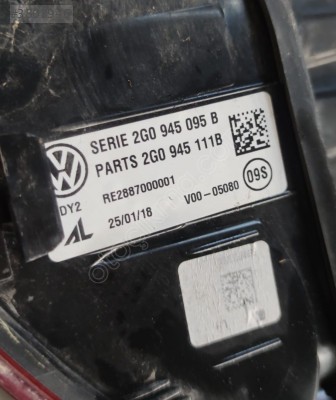 SERIE 2G0 945 095 B
PARTS 2G0 945 111B
RE2887000001
DY2
25/01/18
V00-05080
09S
AL